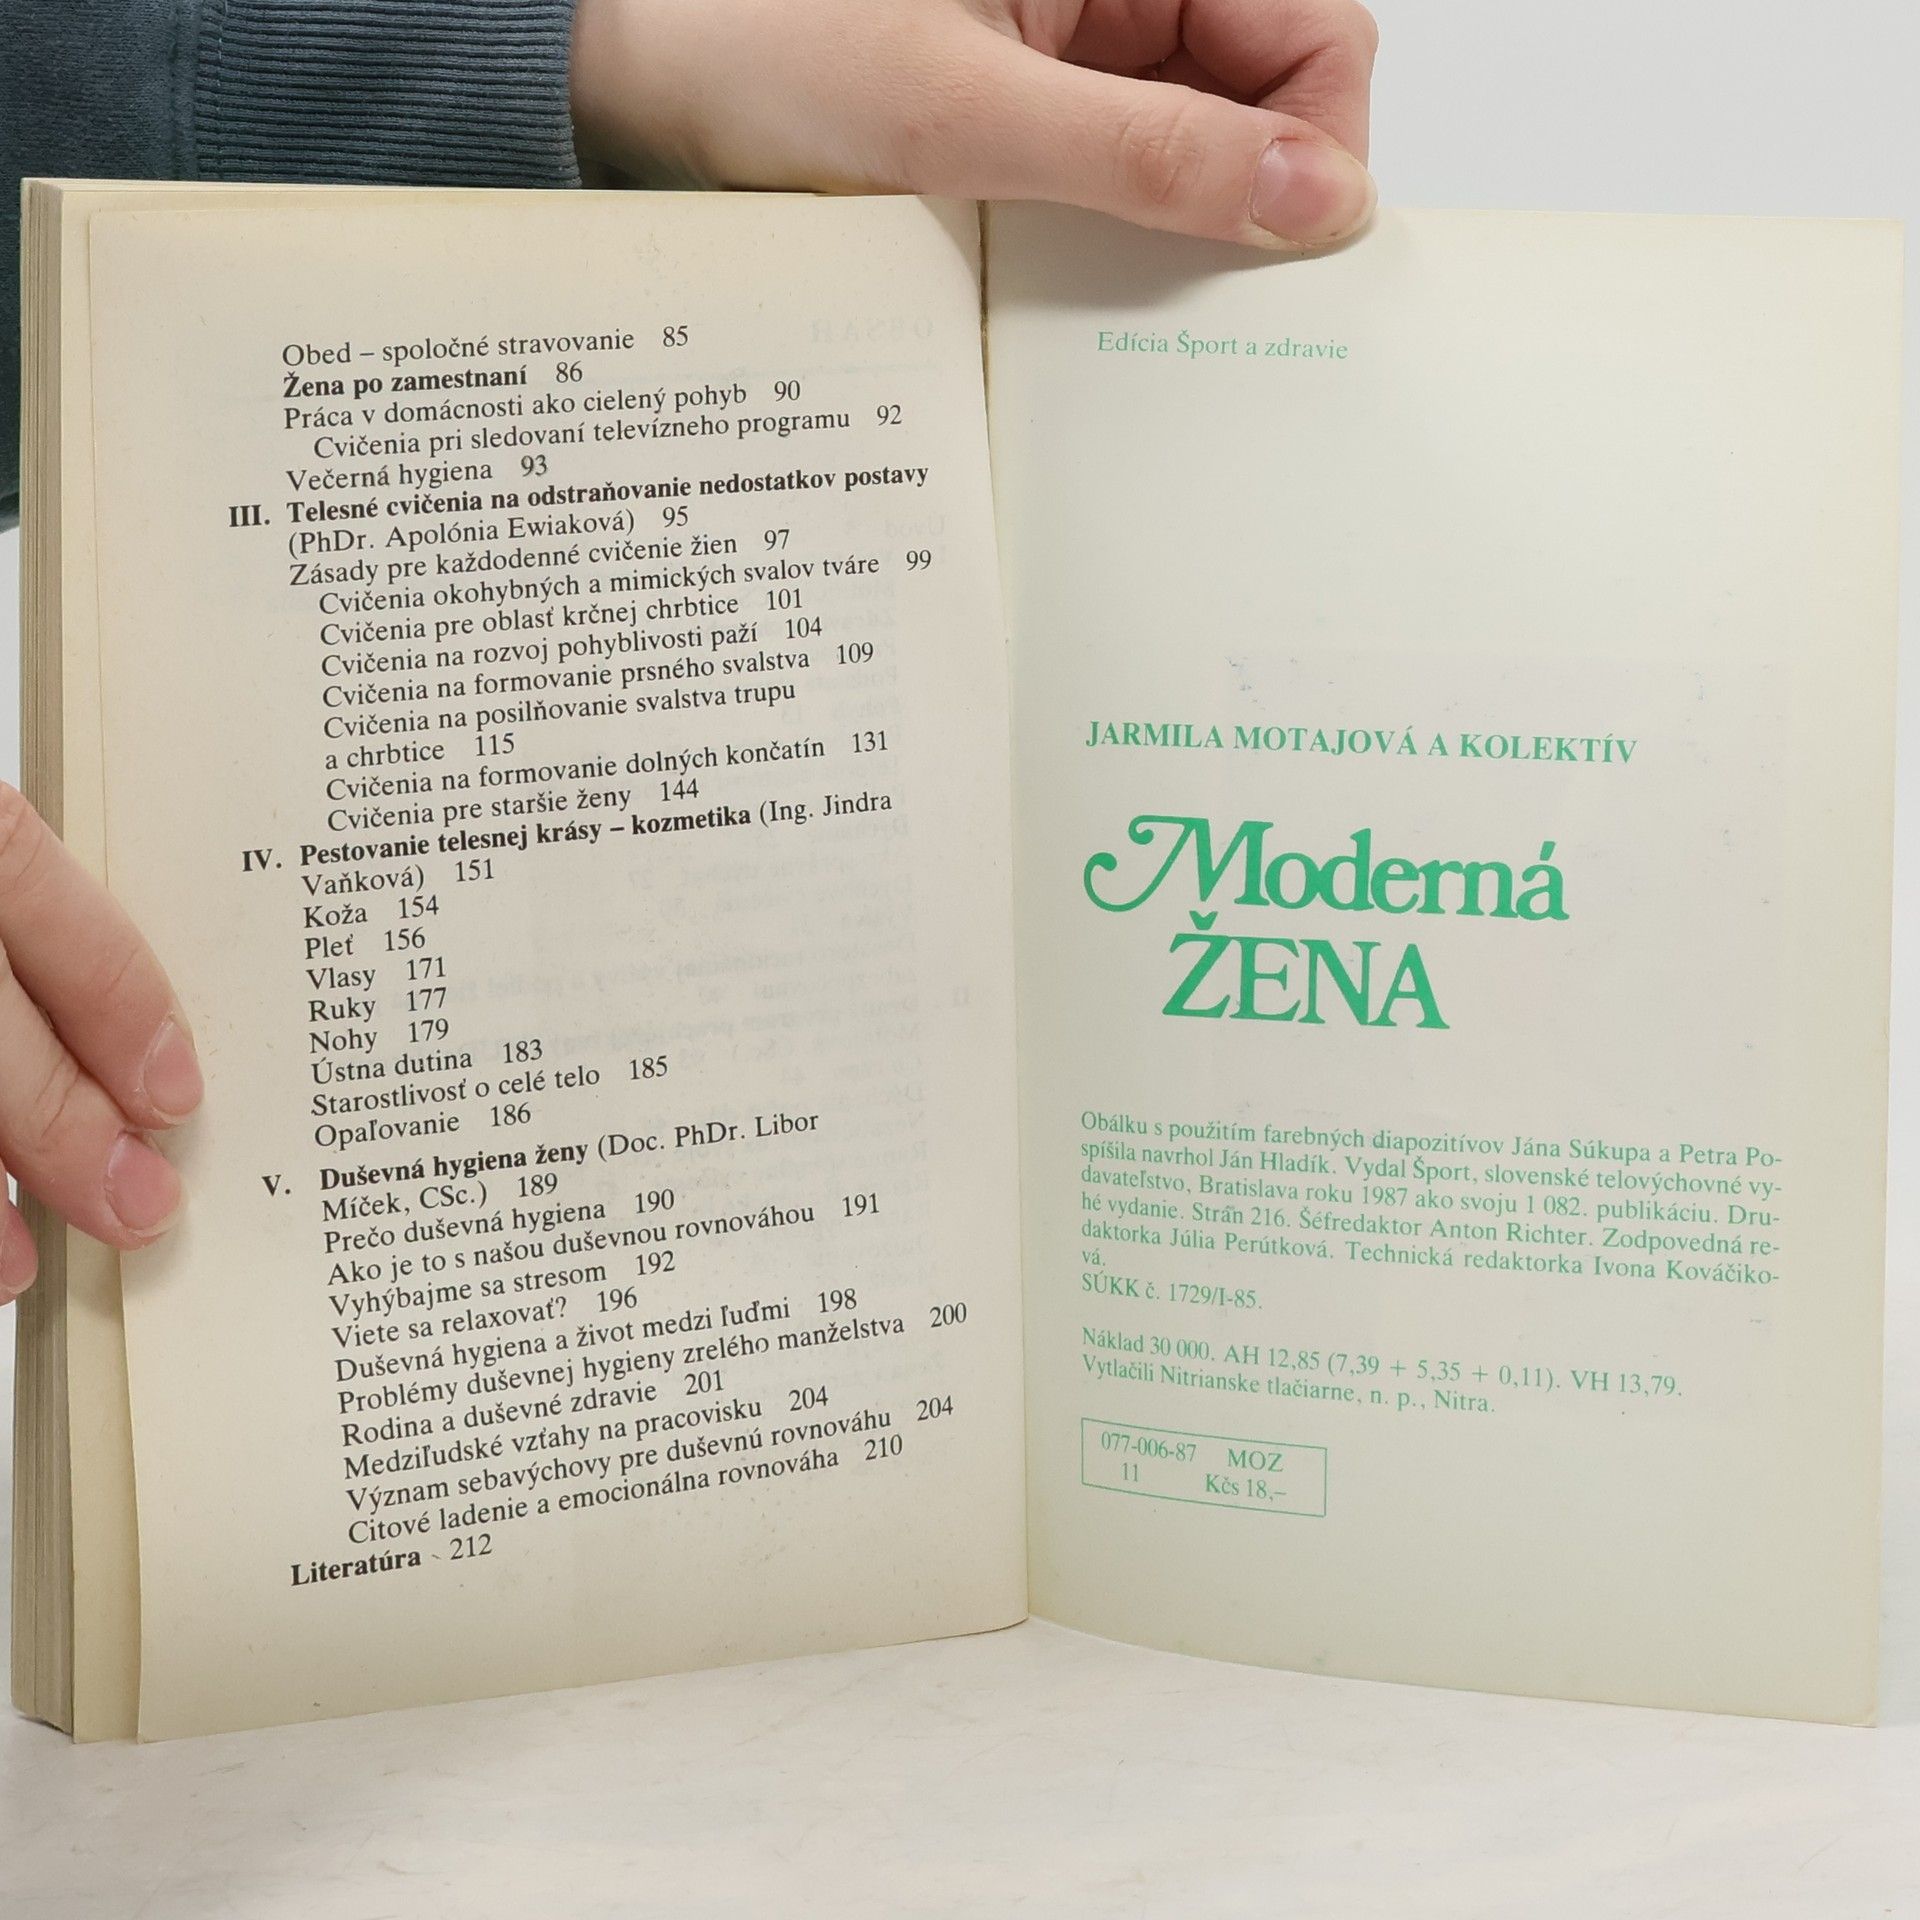 Obed – spoločné stravovanie 85
Žena po zamestnaní 86
Práca v domácnosti ako cielený pohyb 90
Cvičenia pri sledovaní televízneho programu 92
Večerná hygiena 93
III. Telesné cvičenia na odstraňovanie nedostatkov postavy
(PhDr. Apolónia Ewiaková) 95
Zásady pre každodenné cvičenie žien 97
Cvičenia okohybných a mimických svalov tváre 99
Cvičenia pre oblasť krčnej chrbtice 101
Cvičenia na rozvoj pohyblivosti paží 104
Cvičenia na formovanie prsného svalstva 109
Cvičenia na posilňovanie svalstva trupu
a chrbtice 115
Cvičenia na formovanie dolných končatín 131
Cvičenia pre staršie ženy 144
IV. Pestovanie telesnej krásy – kozmetika (Ing. Jindra
Vaňková) 151
Koža 154
Pleť 156
Vlasy 171
Ruky 177
Nohy 179
Ústna dutina 183
Starostlivosť o celé telo 185
Opaľovanie 186
V. Duševná hygiena ženy (Doc. PhDr. Libor
Míček, CSc.) 189
Prečo duševná hygiena 190
Ako je to s našou duševnou rovnováhou 191
Vyhýbajme sa stresom 192
Viete sa relaxovať? 196
Duševná hygiena a život medzi ľuďmi 198
Problémy duševnej hygieny zrelého manželstva 200
Rodina a duševné zdravie 201
Medziľudské vzťahy na pracovisku 204
Význam sebavýchovy pre duševnú rovnováhu 204
Citové ladenie a emocionálna rovnováha 210
Literatúra 212
Edícia Šport a zdravie
JARMILA MOTAJOVÁ A KOLEKTÍV
Moderná
ŽENA
Obálku s použitím farebných diapozitívov Jána Súkupa a Petra Po-
spíšila navrhol Ján Hladík. Vydal Šport, slovenské telovýchovné vy-
davateľstvo, Bratislava roku 1987 ako svoju 1 082. publikáciu. Dru-
hé vydanie. Strán 216. Šéfredaktor Anton Richter. Zodpovedná re-
daktorka Júlia Perútková. Technická redaktorka Ivona Kováčiko-
vá.
SÚKK č. 1729/I-85.
Náklad 30 000. AH 12,85 (7,39 + 5,35 + 0,11). VH 13,79.
Vytlačili Nitrianske tlačiarne, n. p., Nitra.
077-006-87 MOZ
11 Kčs 18,–